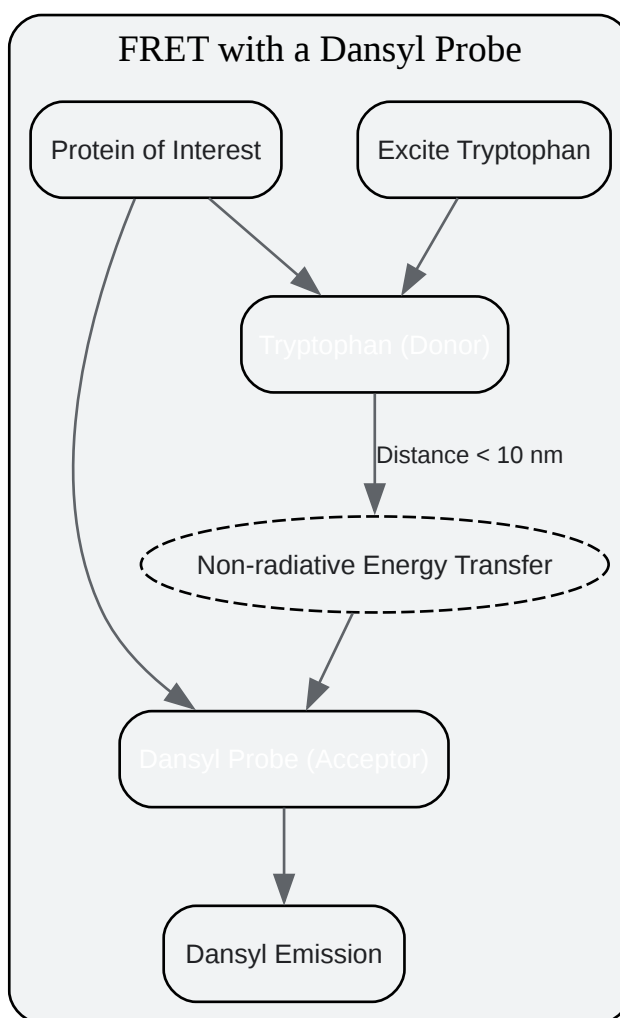 FRET with a Dansyl Probe
Protein of Interest
Excite Tryptophan
Tryptophan (Donor)
Distance < 10 nm
Non-radiative Energy Transfer
Dansyl Probe (Acceptor)
Dansyl Emission